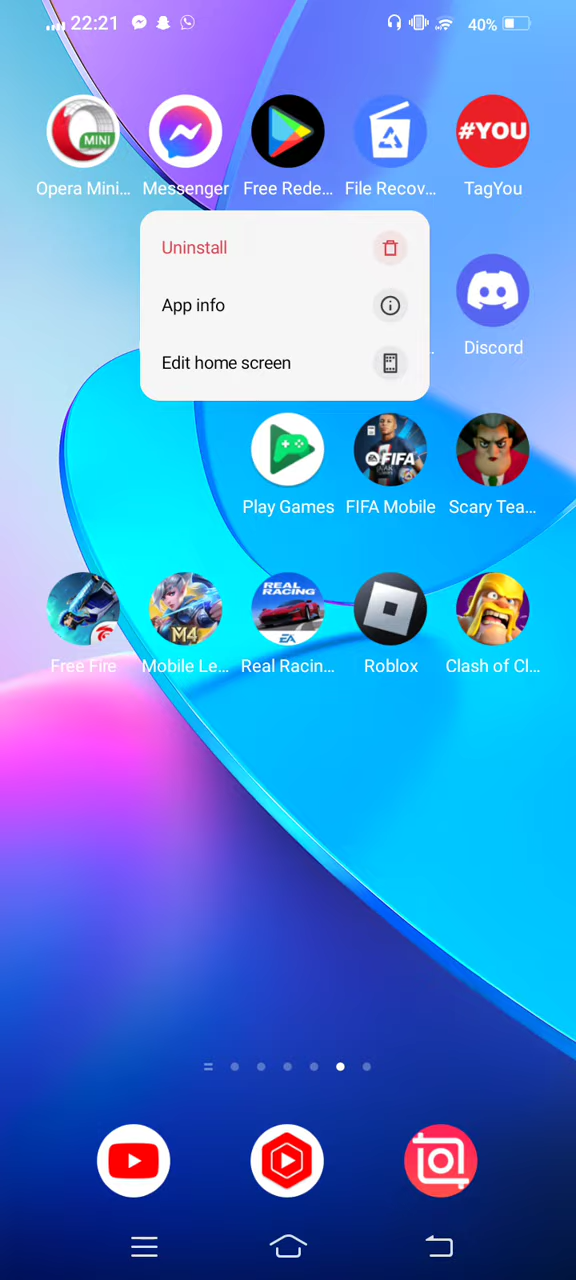 22:21 40%
Opera Mini... Messenger Free Rede... File Recov... TagYou
MINI
#YOU
Uninstall
App info
Edit home screen
Discord
FIFA
Play Games FIFA Mobile Scary Tea...
REAL RACING
M4
EA
Free Fire Mobile Le... Real Racin... Roblox Clash of Cl...